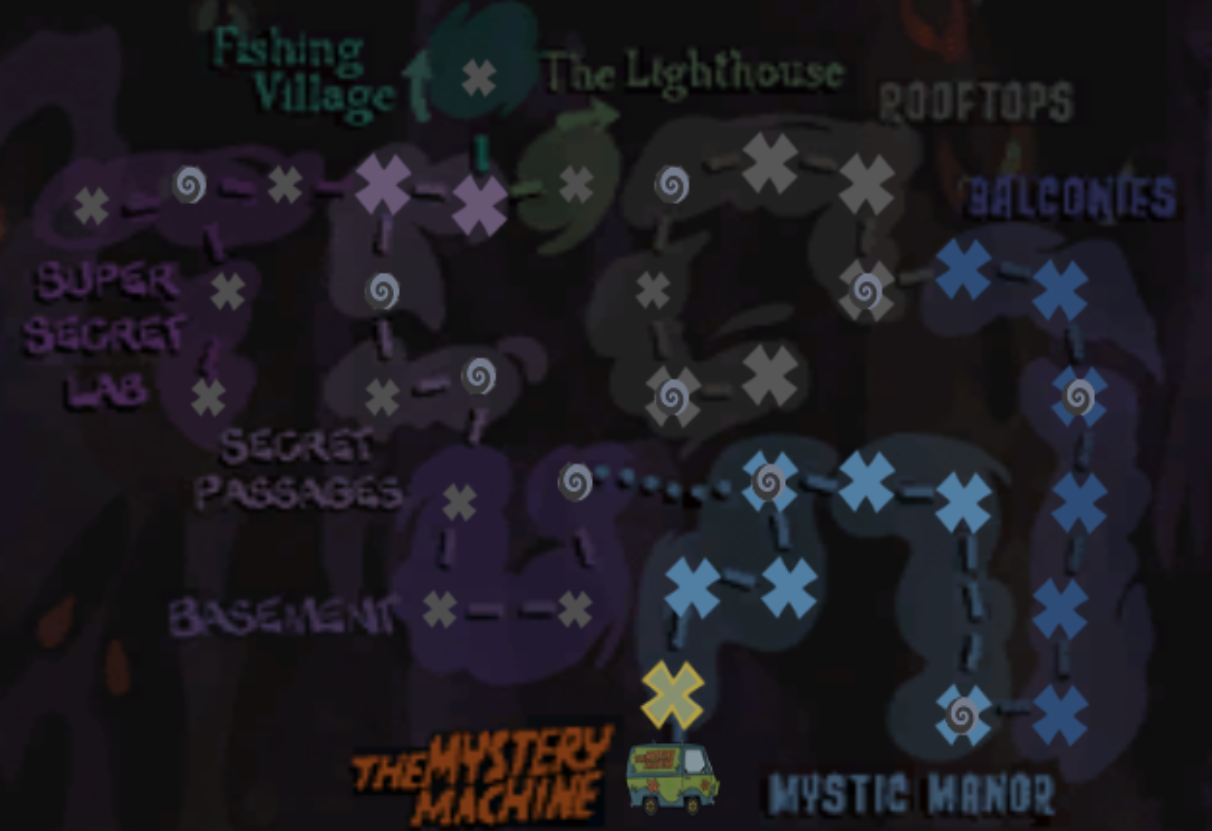 Fishing
Village
The Lighthouse
ROOFTOPS
BALCONIES
SUPER
SECRET
LAB
SECRET
PASSAGES
BASEMENT
THE MYSTERY
MACHINE
MYSTIC MANOR